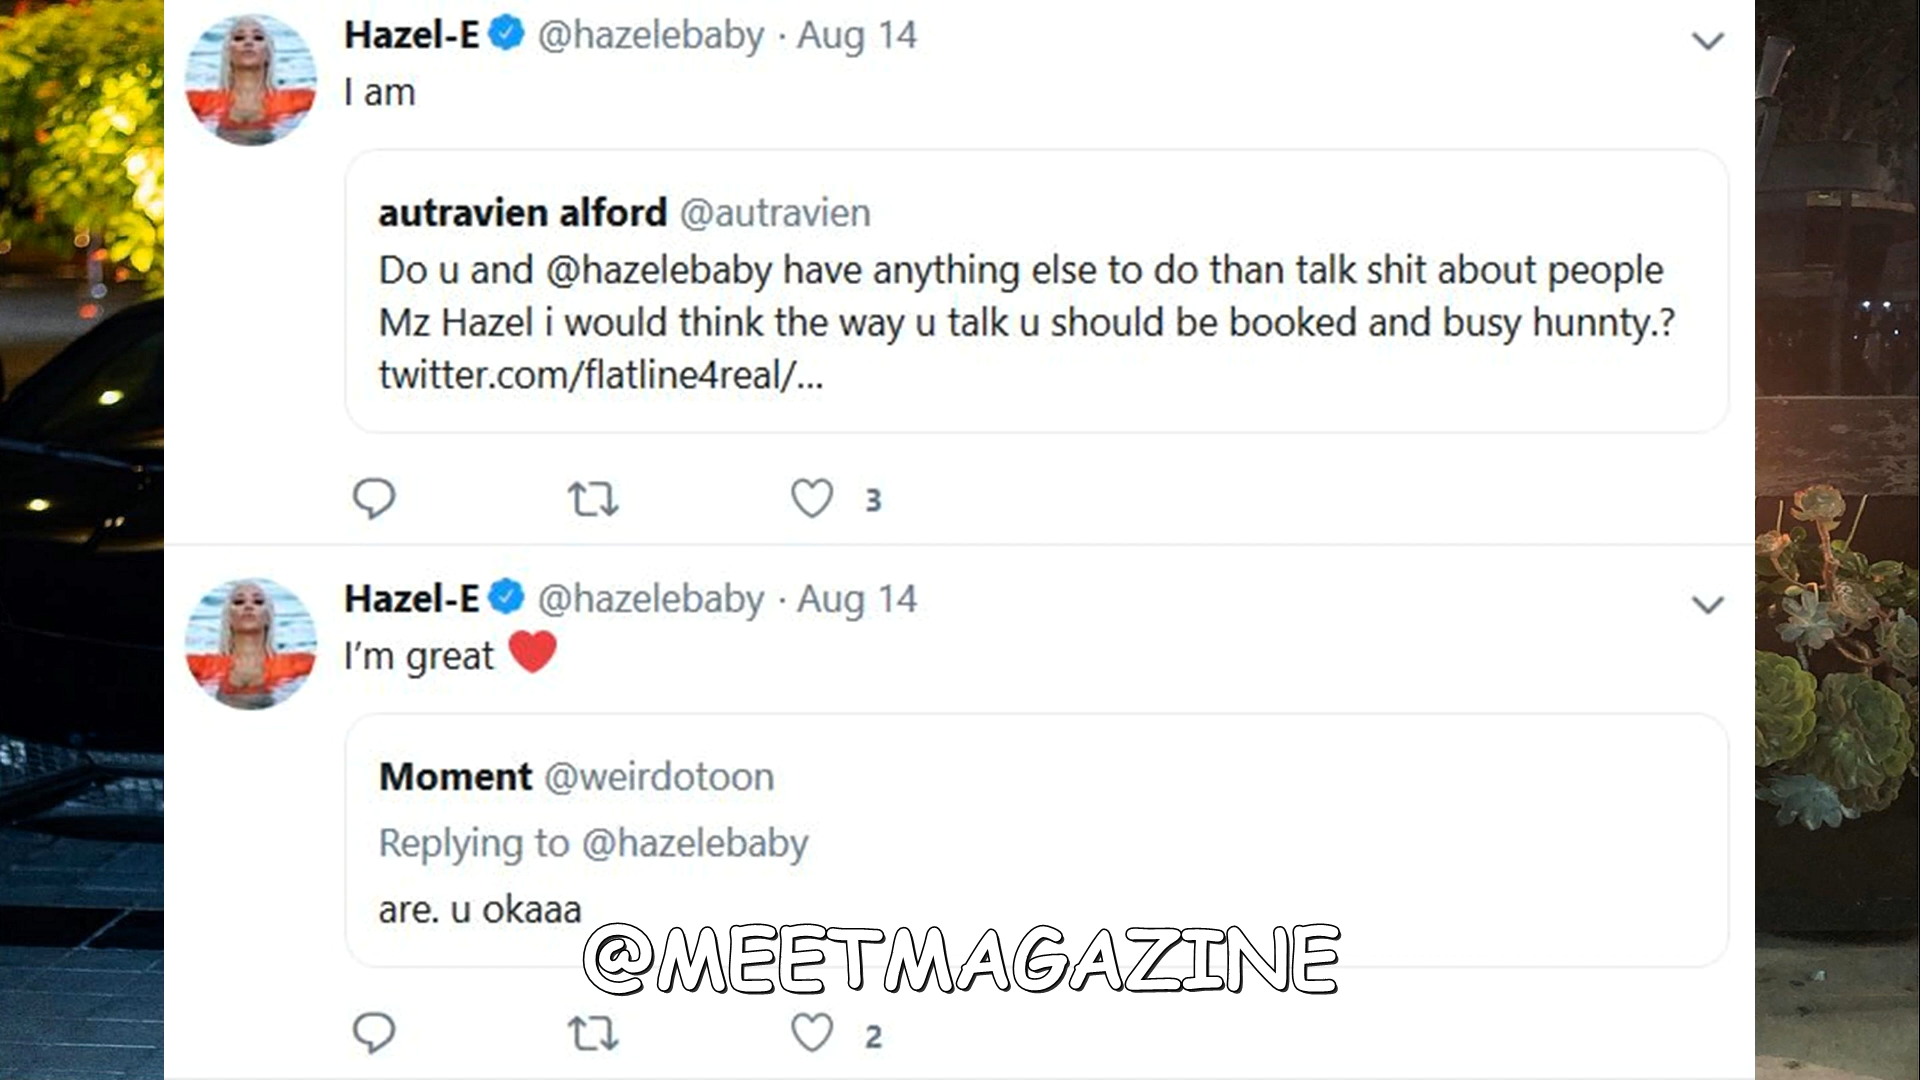 Hazel-E @hazelebaby · Aug 14
I am
autravien alford @autravien
Do u and @hazelebaby have anything else to do than talk shit about people
Mz Hazel i would think the way u talk u should be booked and busy hunnty.?
twitter.com/flatline4real/...
3
Hazel-E @hazelebaby · Aug 14
I'm great ❤️
Moment @weirdotoon
Replying to @hazelebaby
are. u okaaa
@MEETMAGAZINE
2